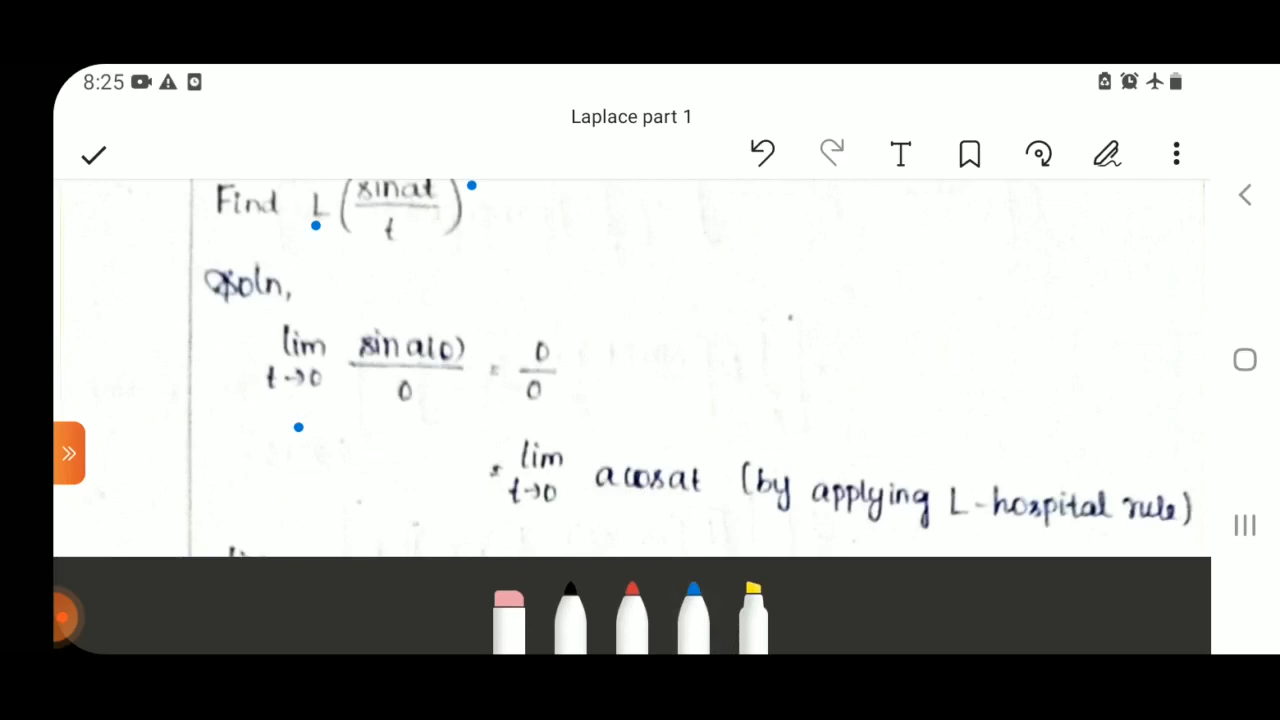 8:25
Laplace part 1
Find L(sinat/t)
Soln,
lim t→0 sina(0)/0 = 0/0
= lim t→0 a cosat (by applying L-hospital rule)